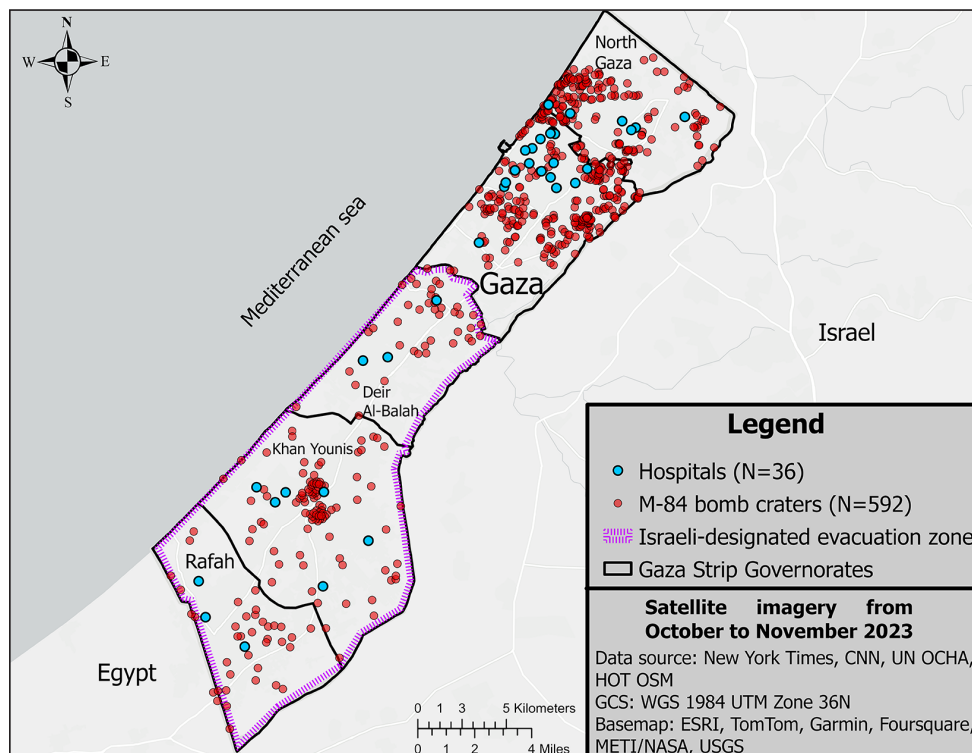 N
W
E
S
North
Gaza
Mediterranean sea
Gaza
Israel
Deir
Al-Balah
Khan Younis
Rafah
Egypt
Legend
Hospitals (N=36)
M-84 bomb craters (N=592)
Israeli-designated evacuation zone
Gaza Strip Governorates
Satellite imagery from
October to November 2023
Data source: New York Times, CNN, UN OCHA,
HOT OSM
GCS: WGS 1984 UTM Zone 36N
Basemap: ESRI, TomTom, Garmin, Foursquare,
METI/NASA, USGS
0 1 3 5 Kilometers
0 1 2 4 Miles